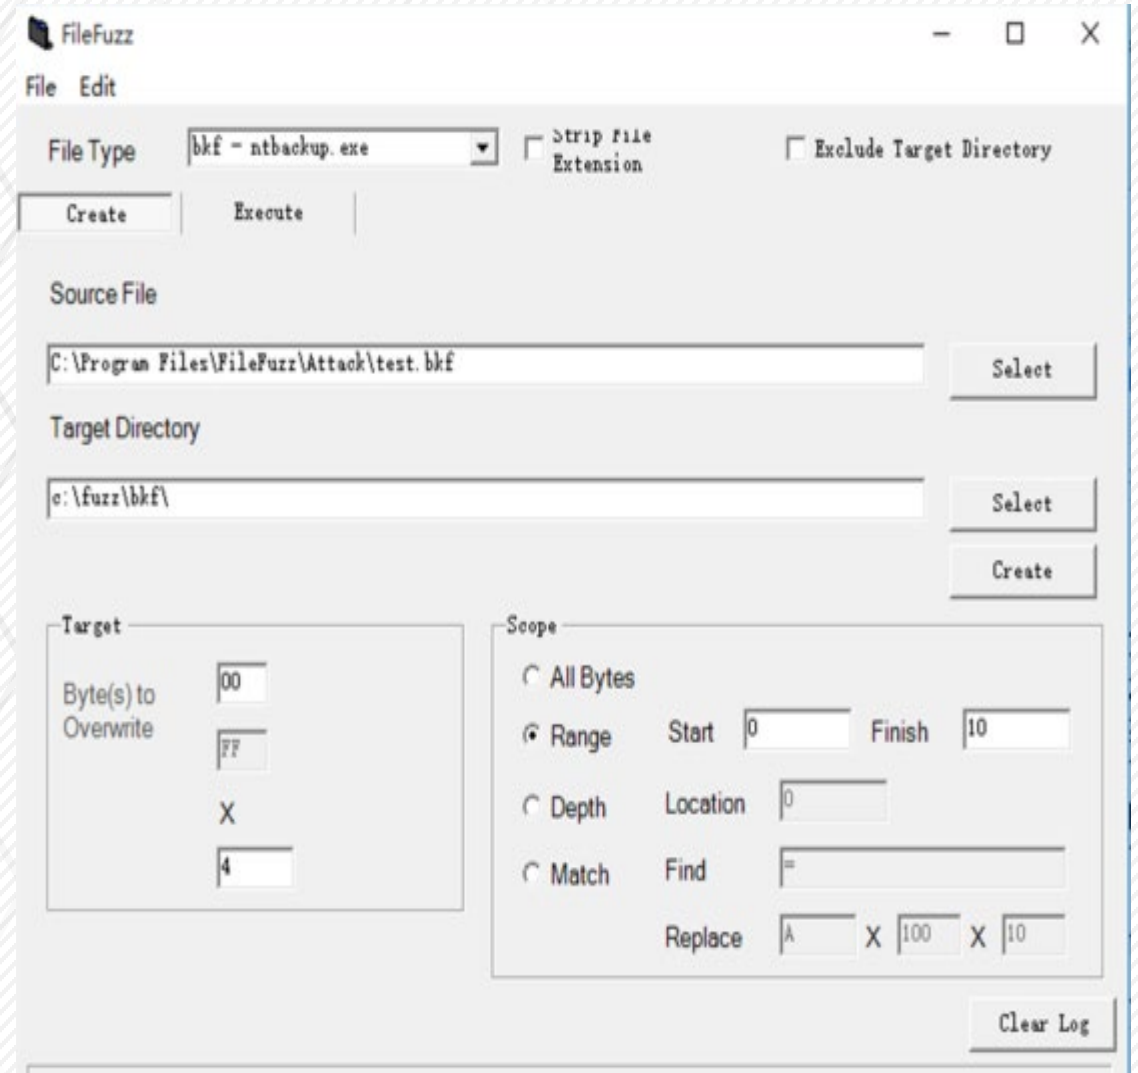 FileFuzz
File Edit
File Type bkf - ntbackup.exe Strip File Extension Exclude Target Directory
Create Execute
Source File
C:\Program Files\FileFuzz\Attack\test.bkf Select
Target Directory
c:\fuzz\bkf\ Select
Create
Target
Byte(s) to Overwrite
00
FF
X
4
Scope
All Bytes
Range Start 0 Finish 10
Depth Location 0
Match Find =
Replace A X 100 X 10
Clear Log